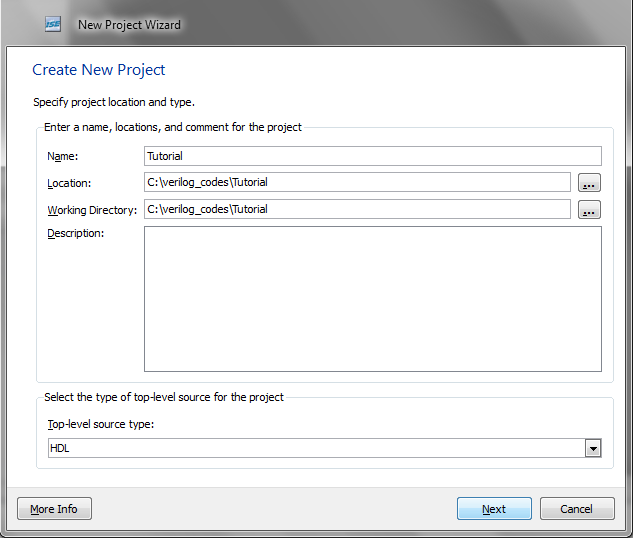 ISE New Project Wizard
Create New Project
Specify project location and type.
Enter a name, locations, and comment for the project
Name: Tutorial
Location: C:\verilog_codes\Tutorial ...
Working Directory: C:\verilog_codes\Tutorial ...
Description:
Select the type of top-level source for the project
Top-level source type:
HDL
More Info Next Cancel